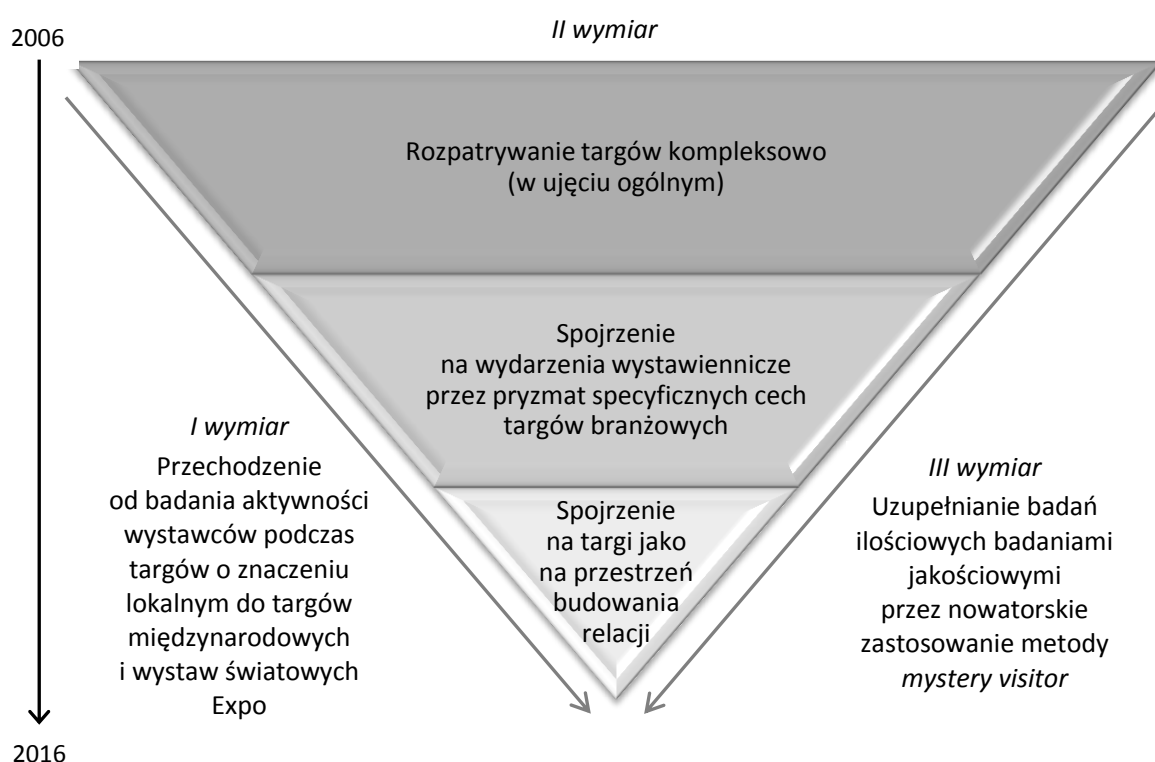 2006
II wymiar
Rozpatrywanie targów kompleksowo
(w ujęciu ogólnym)
Spojrzenie
na wydarzenia wystawiennicze
przez pryzmat specyficznych cech
targów branżowych
Spojrzenie
na targi jako
na przestrzeń
budowania
relacji
I wymiar
Przechodzenie
od badania aktywności
wystawców podczas
targów o znaczeniu
lokalnym do targów
międzynarodowych
i wystaw światowych
Expo
III wymiar
Uzupełnianie badań
ilościowych badaniami
jakościowymi
przez nowatorskie
zastosowanie metody
mystery visitor
2016